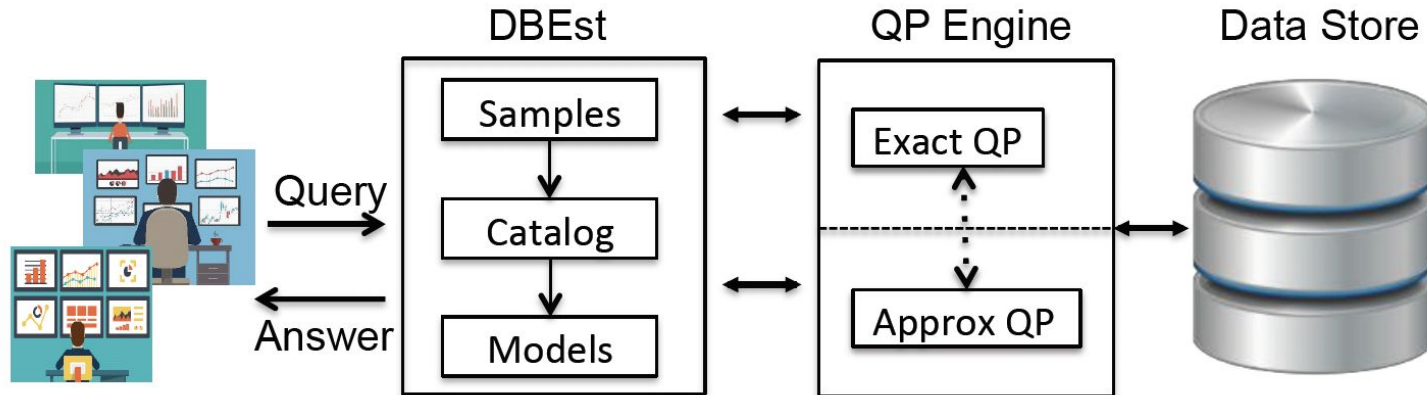 DBEst
QP Engine
Data Store
Samples
Catalog
Models
Query
Answer
Exact QP
Approx QP